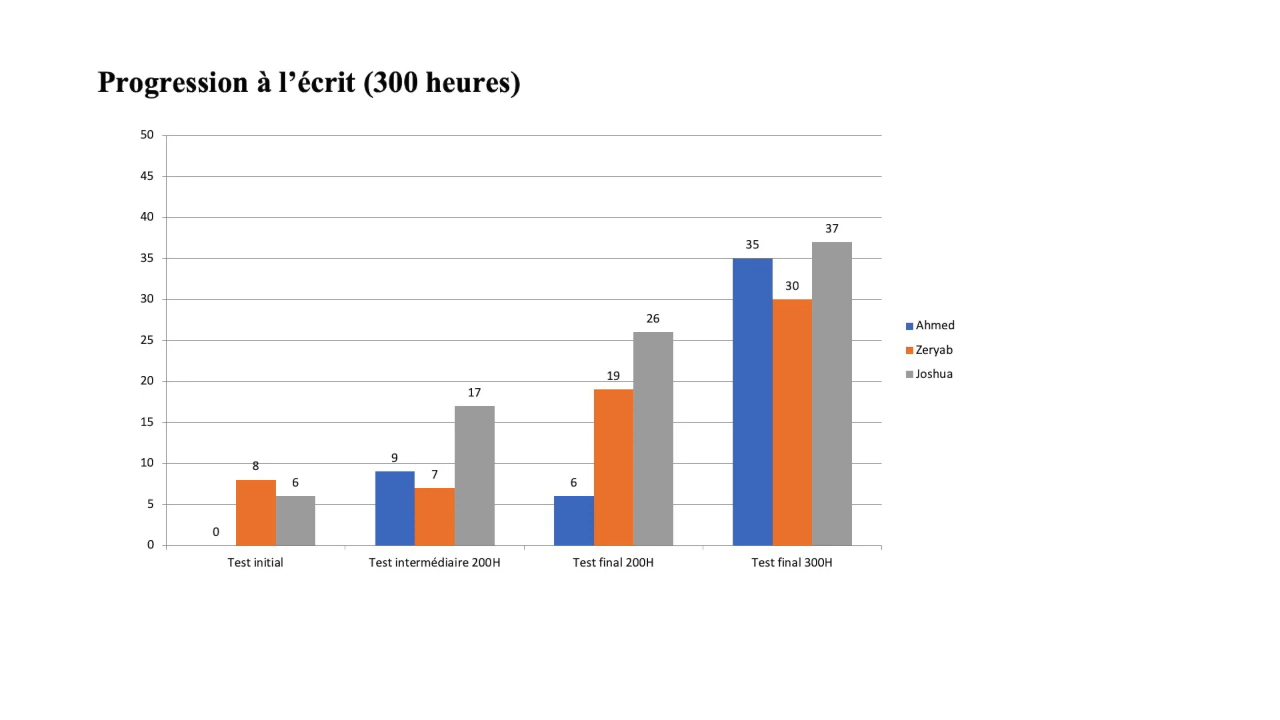 Progression à l’écrit (300 heures)
50
45
40
35
30
25
20
15
10
5
0
0
8
6
9
7
17
6
19
26
35
30
37
Test initial
Test intermédiaire 200H
Test final 200H
Test final 300H
Ahmed
Zeryab
Joshua